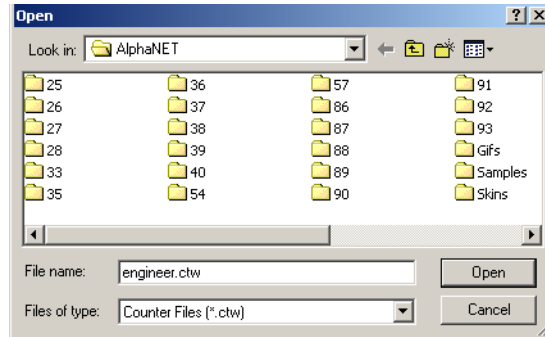 Open
Look in: AlphaNET
25 36 57 91
26 37 86 92
27 38 87 93
28 39 88 Gifs
33 40 89 Samples
35 54 90 Skins
File name: engineer.ctw Open
Files of type: Counter Files (*.ctw) Cancel